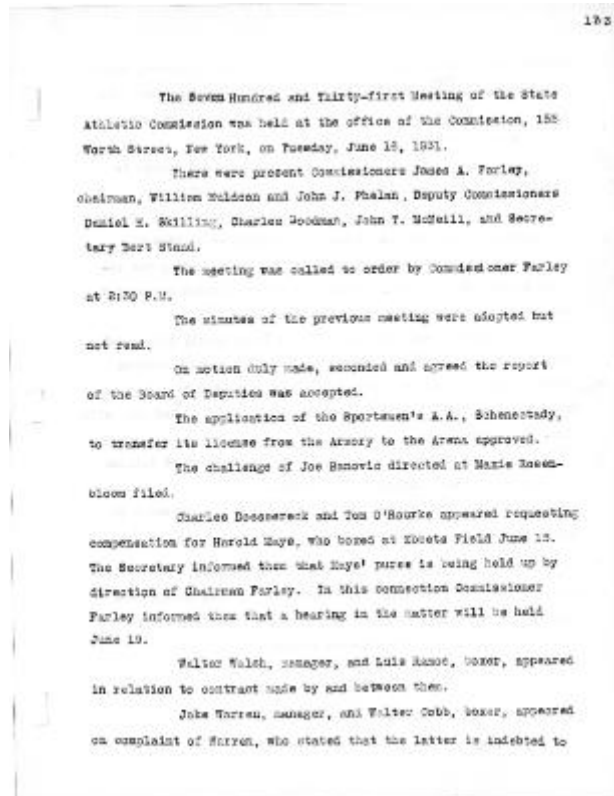 183
The Seven Hundred and Thirty-first Meeting of the State
Athletic Commission was held at the office of the Commission, 155
Worth Street, New York, on Tuesday, June 16, 1931.
There were present Commissioners James A. Farley,
chairman, William Muldoon and John J. Phelan, Deputy Commissioners
Daniel M. Skilling, Charles Goodman, John T. McNeill, and Secre-
tary Bert Stand.
The meeting was called to order by Commissioner Farley
at 2:30 P.M.
The minutes of the previous meeting were adopted but
not read.
On motion duly made, seconded and agreed the report
of the Board of Deputies was accepted.
The application of the Sportsmen's A.A., Schenectady,
to transfer its license from the Armory to the Arena approved.
The challenge of Joe Banovic directed at Maxie Rosen-
bloom filed.
Charles and Tom O'Rourke appeared requesting
compensation for Harold Mays, who boxed at Ebbets Field June
The Secretary informed them that Mays' purse is being held up by
direction of Chairman Farley. In this connection Commissioner
Farley informed them that a hearing in the matter will be held
June 19.
Walter Walsh, manager, and Luis Ramos, boxer, appeared
in relation to contract made by and between them.
Jake Warren, manager, and Walter Cobb, boxer, appeared
on complaint of Warren, who stated that the latter is indebted to